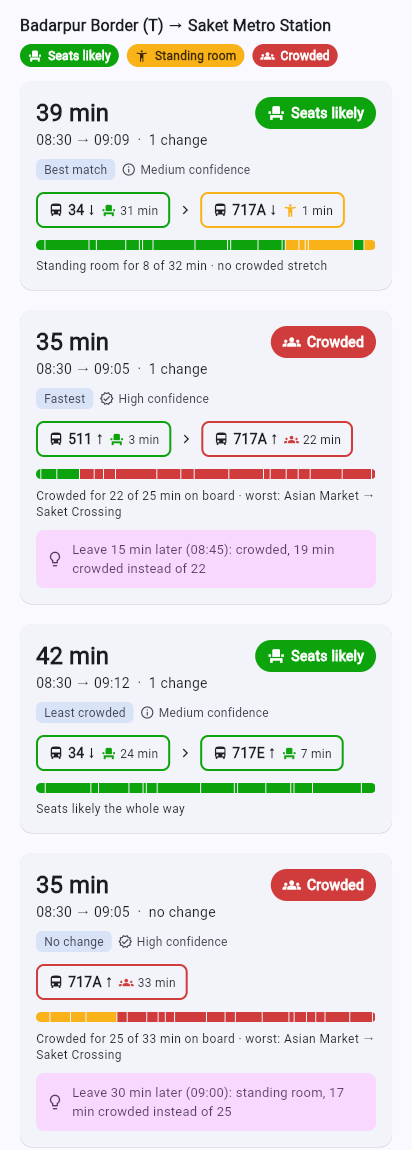 Badarpur Border (T) → Saket Metro Station
Seats likely Standing room Crowded
39 min Seats likely
08:30 → 09:09 · 1 change
Best match Medium confidence
34 ↓ 31 min > 717A ↓ 1 min
Standing room for 8 of 32 min · no crowded stretch
35 min Crowded
08:30 → 09:05 · 1 change
Fastest High confidence
511 ↑ 3 min > 717A ↑ 22 min
Crowded for 22 of 25 min on board · worst: Asian Market →
Saket Crossing
Leave 15 min later (08:45): crowded, 19 min
crowded instead of 22
42 min Seats likely
08:30 → 09:12 · 1 change
Least crowded Medium confidence
34 ↓ 24 min > 717E ↑ 7 min
Seats likely the whole way
35 min Crowded
08:30 → 09:05 · no change
No change High confidence
717A ↑ 33 min
Crowded for 25 of 33 min on board · worst: Asian Market →
Saket Crossing
Leave 30 min later (09:00): standing room, 17
min crowded instead of 25